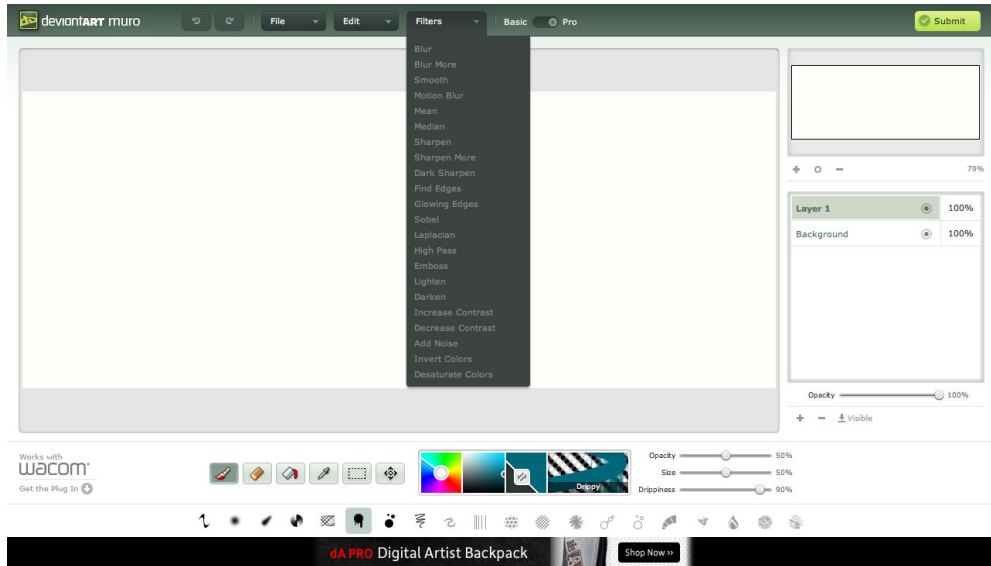 deviantART muro
File
Edit
Filters
Basic
Pro
Submit
Blur
Blur More
Smooth
Motion Blur
Mean
Median
Sharpen
Sharpen More
Dark Sharpen
Find Edges
Glowing Edges
Sobel
Laplacian
High Pass
Emboss
Lighten
Darken
Increase Contrast
Decrease Contrast
Add Noise
Invert Colors
Desaturate Colors
79%
Layer 1 100%
Background 100%
Opacity 100%
Visible
Works with
wacom
Get the Plug In
Drippy
Opacity 50%
Size 50%
Drippiness 90%
dA PRO Digital Artist Backpack
Shop Now »